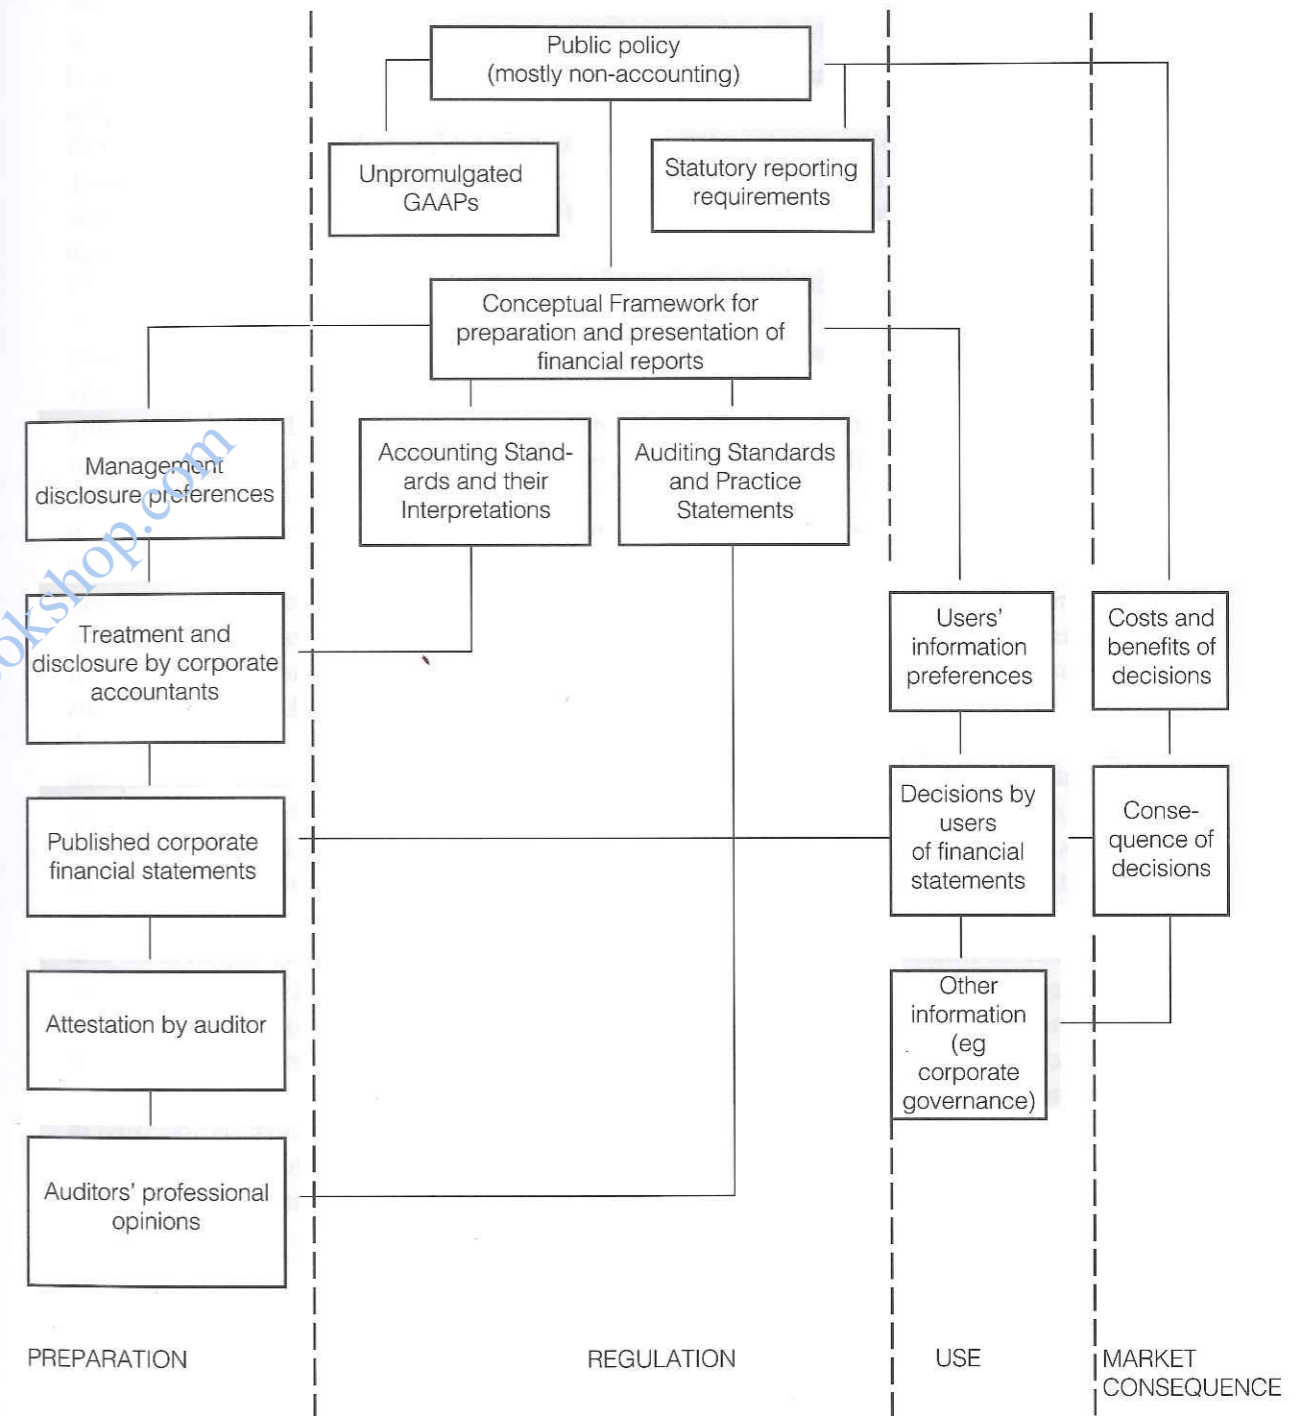 Public policy
(mostly non-accounting)
Unpromulgated
GAAPs
Statutory reporting
requirements
Conceptual Framework for
preparation and presentation of
financial reports
Management
disclosure preferences
Accounting Stand-
ards and their
Interpretations
Auditing Standards
and Practice
Statements
Treatment and
disclosure by corporate
accountants
Users'
information
preferences
Costs and
benefits of
decisions
Published corporate
financial statements
Decisions by
users
of financial
statements
Conse-
quence of
decisions
Attestation by auditor
Other
information
(eg
corporate
governance)
Auditors' professional
opinions
PREPARATION
REGULATION
USE
MARKET
CONSEQUENCE
okshop.com